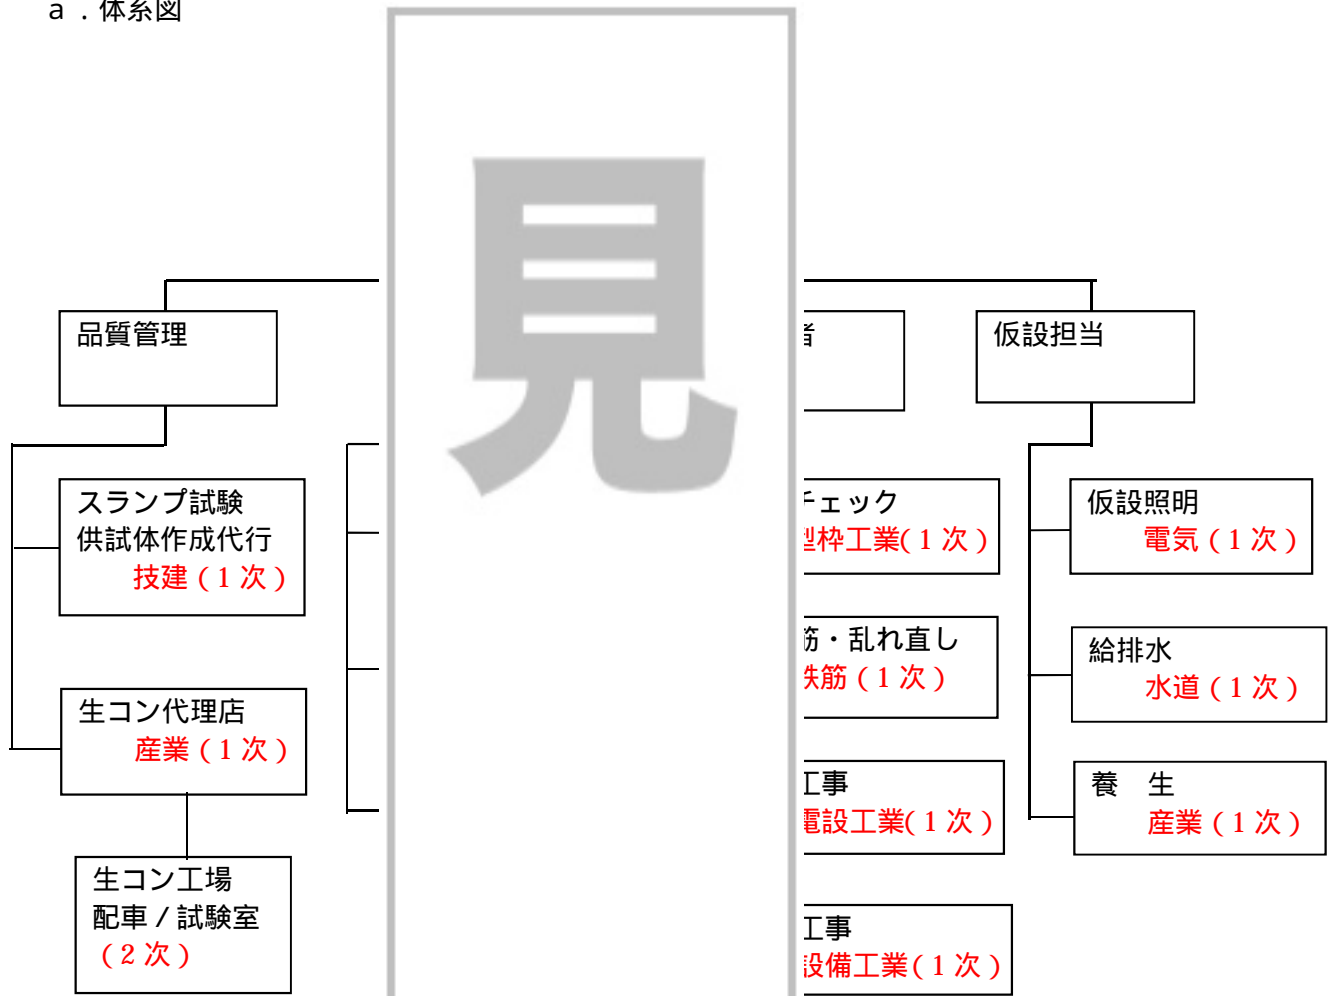 a．体系図
見
品質管理
者
仮設担当
スランプ試験
供試体作成代行
技建（1次）
生コン代理店
産業（1次）
生コン工場
配車／試験室
（2次）
チェック
型枠工業（1次）
筋・乱れ直し
鉄筋（1次）
工事
電設工業（1次）
工事
設備工業（1次）
仮設照明
電気（1次）
給排水
水道（1次）
養　生
産業（1次）